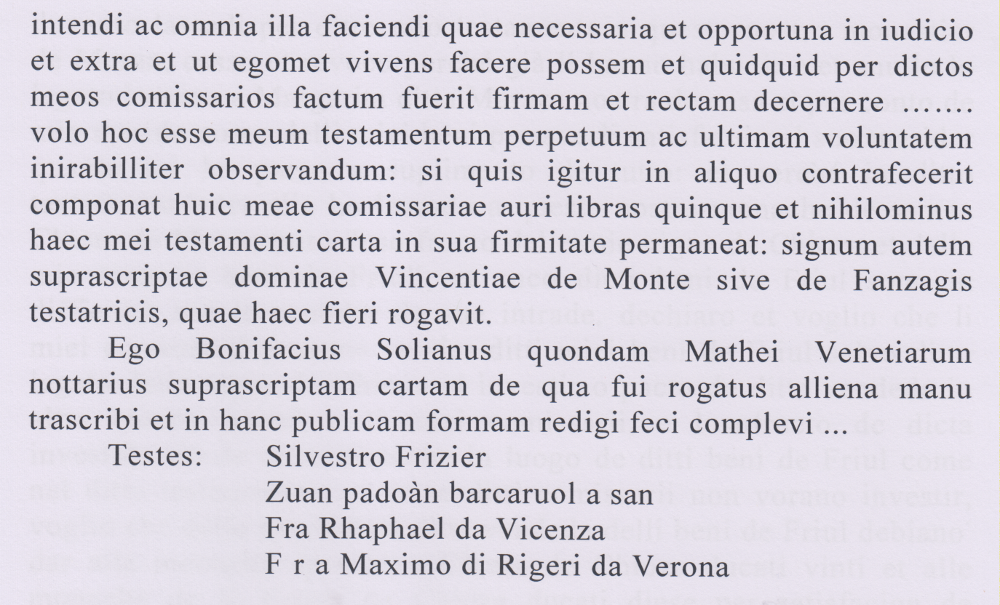 intendi ac omnia illa faciendi quae necessaria et opportuna in iudicio
et extra et ut egomet vivens facere possem et quidquid per dictos
meos comissarios factum fuerit firmam et rectam decernere ... ....
volo hoc esse meum testamentum perpetuum ac ultimam voluntatem
inirabilliter observandum: si quis igitur in aliquo contrafecerit
componat huic meae comissariae auri libras quinque et nihilominus
haec mei testamenti carta in sua firmitate permaneat: signum autem
suprascriptae dominae Vincentiae de Monte sive de Fanzagis
testatricis, quae haec fieri rogavit.
Ego Bonifacius Solianus quondam Mathei Venetiarum
nottarius suprascriptam cartam de qua fui rogatus alliena manu
trascribi et in hanc publicam formam redigi feci complevi ...
Testes: Silvestro Frizier
Zuan padoàn barcaruol a san
Fra Rhaphael da Vicenza
F r a Maximo di Rigeri da Verona